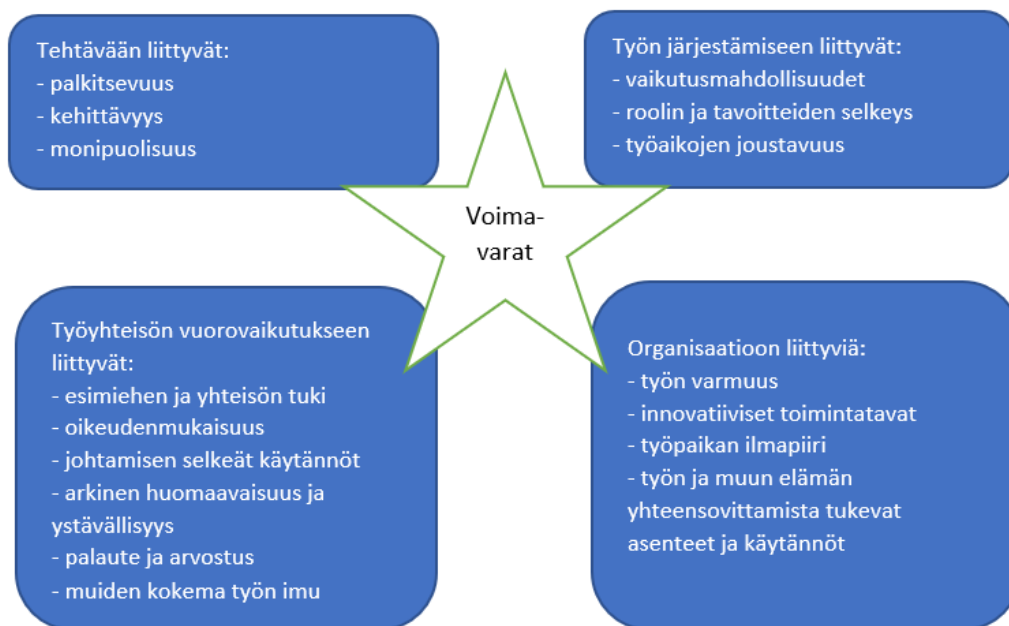 Tehtävään liittyvät:
- palkitsevuus
- kehittävyys
- monipuolisuus
Työn järjestämiseen liittyvät:
- vaikutusmahdollisuudet
- roolin ja tavoitteiden selkeys
- työaikojen joustavuus
Voima-
varat
Työyhteisön vuorovaikutukseen
liittyvät:
- esimiehen ja yhteisön tuki
- oikeudenmukaisuus
- johtamisen selkeät käytännöt
- arkinen huomaavaisuus ja
ystävällisyys
- palaute ja arvostus
- muiden kokema työn imu
Organisaatioon liittyviä:
- työn varmuus
- innovatiiviset toimintatavat
- työpaikan ilmapiiri
- työn ja muun elämän
yhteensovittamista tukevat
asenteet ja käytännöt